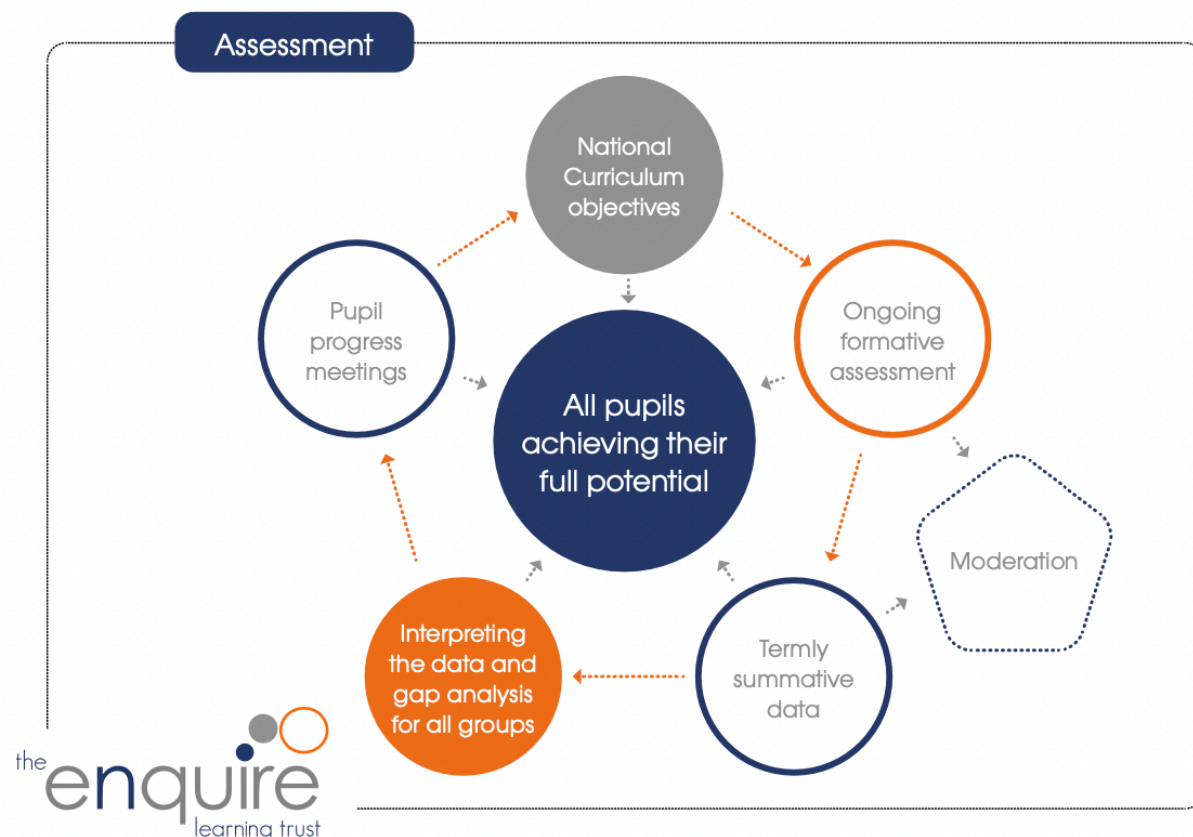 Assessment
National
Curriculum
objectives
Pupil
progress
meetings
Ongoing
formative
assessment
All pupils
achieving their
full potential
Moderation
Interpreting
the data and
gap analysis
for all groups
Termly
summative
data
the
enquire
learning trust